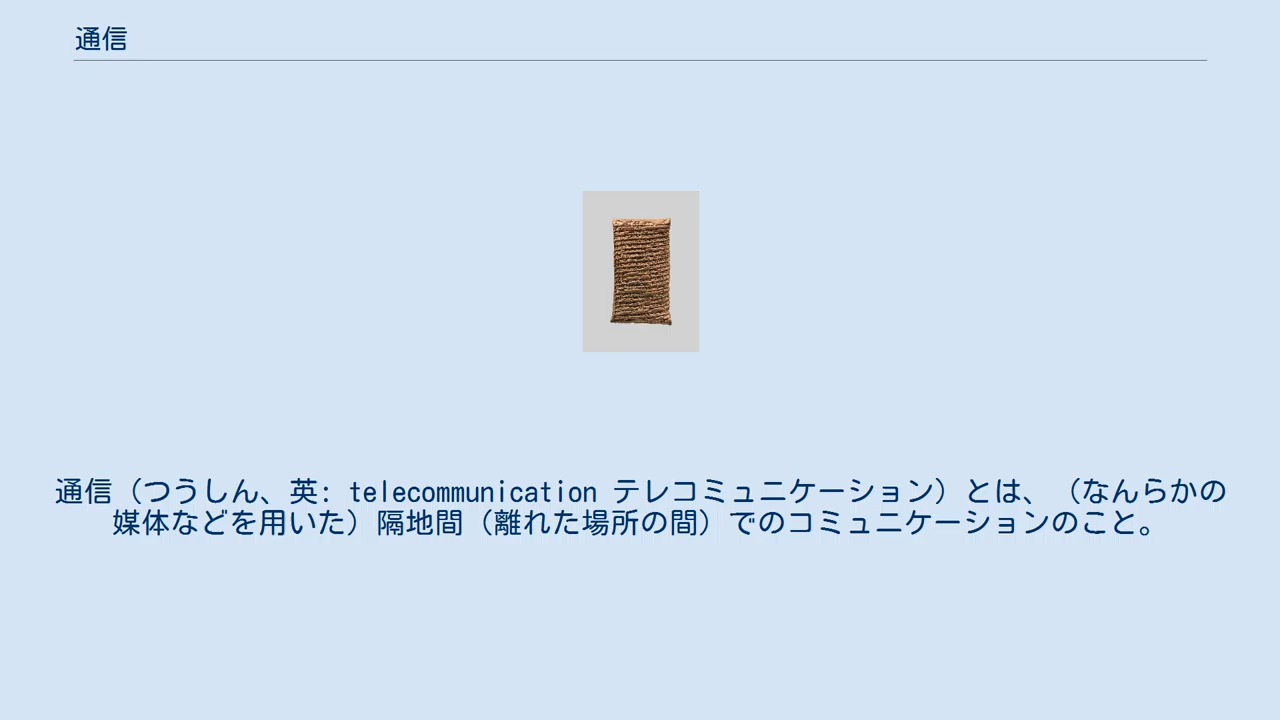 通信
通信（つうしん、英: telecommunication テレコミュニケーション）とは、（なんらかの
媒体などを用いた）隔地間（離れた場所の間）でのコミュニケーションのこと。